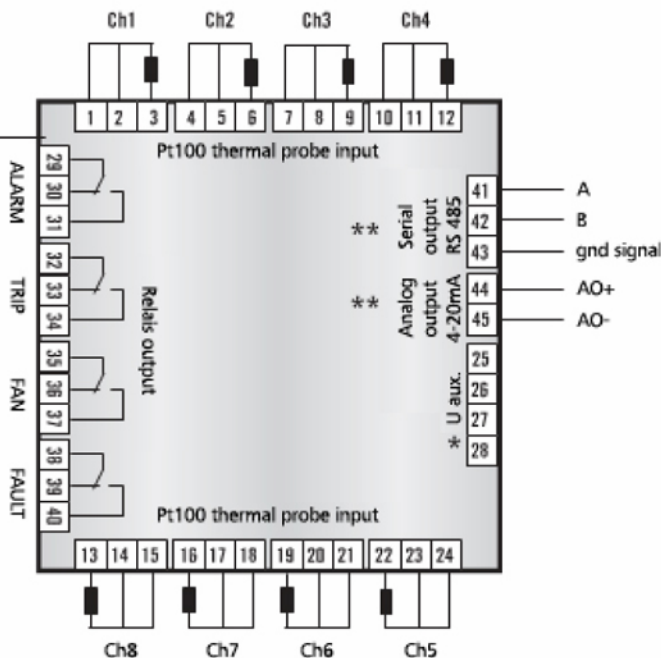 Ch1 Ch2 Ch3 Ch4
1 2 3 4 5 6 7 8 9 10 11 12
Pt100 thermal probe input
ALARM
29
30
31
TRIP
32
33
34
FAN
35
36
37
FAULT
38
39
40
Relais output
** Serial
output
RS 485
41 A
42 B
43 gnd signal
** Analog
output
4-20mA
44 AO+
45 AO-
* U aux.
25
26
27
28
Pt100 thermal probe input
13 14 15 16 17 18 19 20 21 22 23 24
Ch8 Ch7 Ch6 Ch5